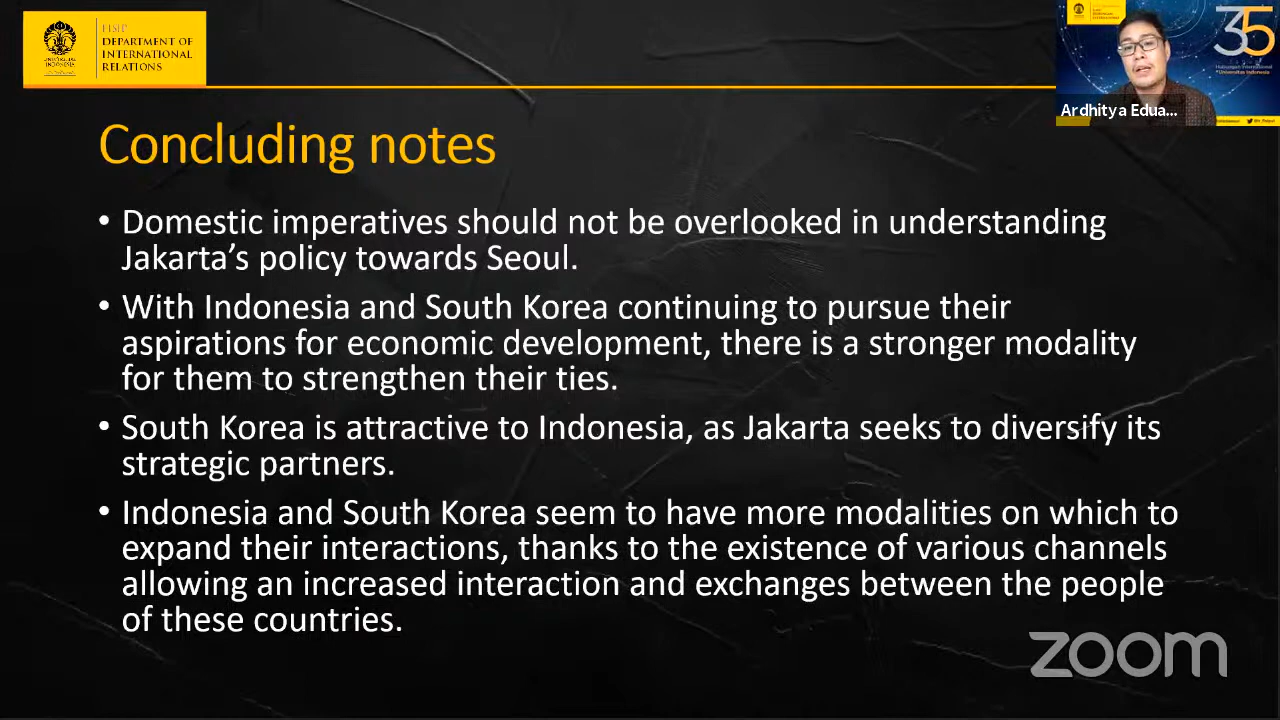 FISIP
DEPARTMENT OF
INTERNATIONAL
RELATIONS
35
Ardhitya Edua...
Concluding notes
• Domestic imperatives should not be overlooked in understanding
Jakarta’s policy towards Seoul.
• With Indonesia and South Korea continuing to pursue their
aspirations for economic development, there is a stronger modality
for them to strengthen their ties.
• South Korea is attractive to Indonesia, as Jakarta seeks to diversify its
strategic partners.
• Indonesia and South Korea seem to have more modalities on which to
expand their interactions, thanks to the existence of various channels
allowing an increased interaction and exchanges between the people
of these countries.
zoom